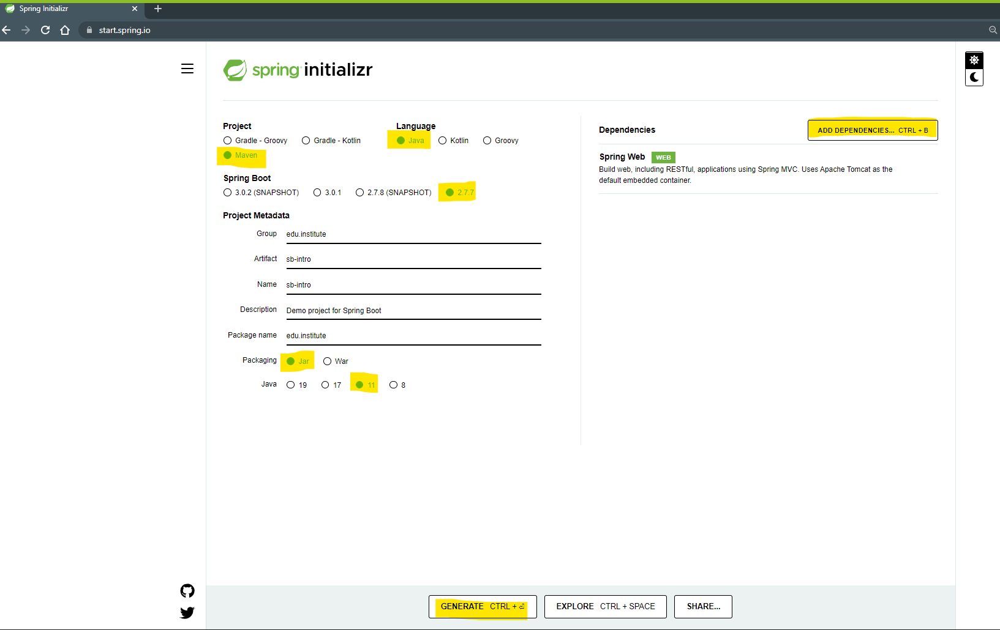 Spring Initializr
start.spring.io
spring initializr
Project
Gradle - Groovy Gradle - Kotlin
Maven
Language
Java Kotlin Groovy
Spring Boot
3.0.2 (SNAPSHOT) 3.0.1 2.7.8 (SNAPSHOT) 2.7.7
Project Metadata
Group edu.institute
Artifact sb-intro
Name sb-intro
Description Demo project for Spring Boot
Package name edu.institute
Packaging Jar War
Java 19 17 11 8
Dependencies ADD DEPENDENCIES... CTRL + B
Spring Web WEB
Build web, including RESTful, applications using Spring MVC. Uses Apache Tomcat as the
default embedded container.
GENERATE CTRL + ⏎ EXPLORE CTRL + SPACE SHARE...